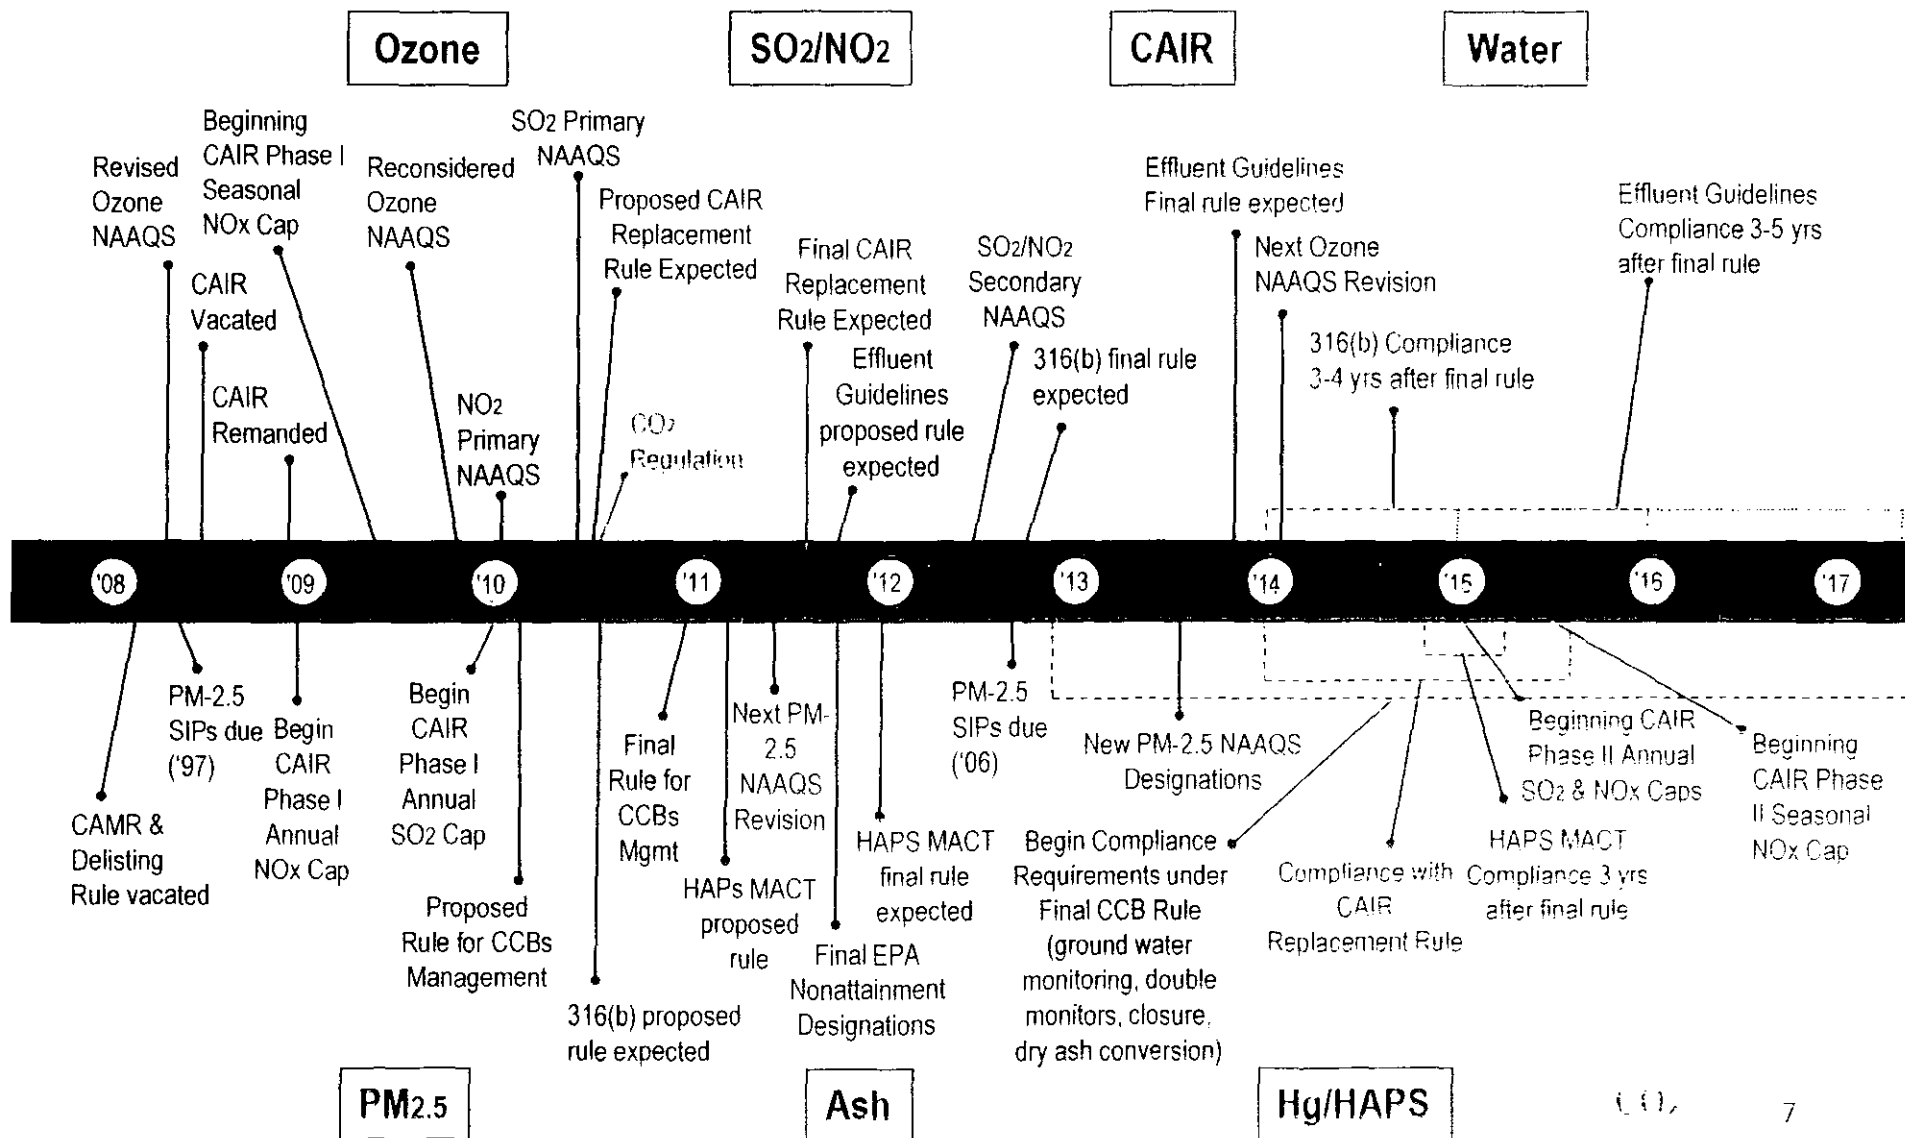 Ozone
SO2/NO2
CAIR
Water
Revised
Ozone
NAAQS
CAIR
Vacated
Beginning
CAIR Phase I
Seasonal
NOx Cap
CAIR
Remanded
Reconsidered
Ozone
NAAQS
NO2
Primary
NAAQS
SO2 Primary
NAAQS
Proposed CAIR
Replacement
Rule Expected
CO2
Regulation
Final CAIR
Replacement
Rule Expected
Effluent
Guidelines
proposed rule
expected
SO2/NO2
Secondary
NAAQS
316(b) final rule
expected
Effluent Guidelines
Final rule expected
Next Ozone
NAAQS Revision
316(b) Compliance
3-4 yrs after final rule
Effluent Guidelines
Compliance 3-5 yrs
after final rule
'08
'09
'10
'11
'12
'13
'14
'15
'16
'17
CAMR &
Delisting
Rule vacated
PM-2.5
SIPs due
('97)
Begin
CAIR
Phase I
Annual
NOx Cap
Begin
CAIR
Phase I
Annual
SO2 Cap
Proposed
Rule for CCBs
Management
316(b) proposed
rule expected
Final
Rule for
CCBs
Mgmt
HAPs MACT
proposed
rule
Next PM-
2.5
NAAQS
Revision
Final EPA
Nonattainment
Designations
HAPS MACT
final rule
expected
PM-2.5
SIPs due
('06)
New PM-2.5 NAAQS
Designations
Begin Compliance
Requirements under
Final CCB Rule
(ground water
monitoring, double
monitors, closure,
dry ash conversion)
Compliance with
CAIR
Replacement Rule
HAPS MACT
Compliance 3 yrs
after final rule
Beginning CAIR
Phase II Annual
SO2 & NOx Caps
Beginning
CAIR Phase
II Seasonal
NOx Cap
PM2.5
Ash
Hg/HAPS
CO2
7